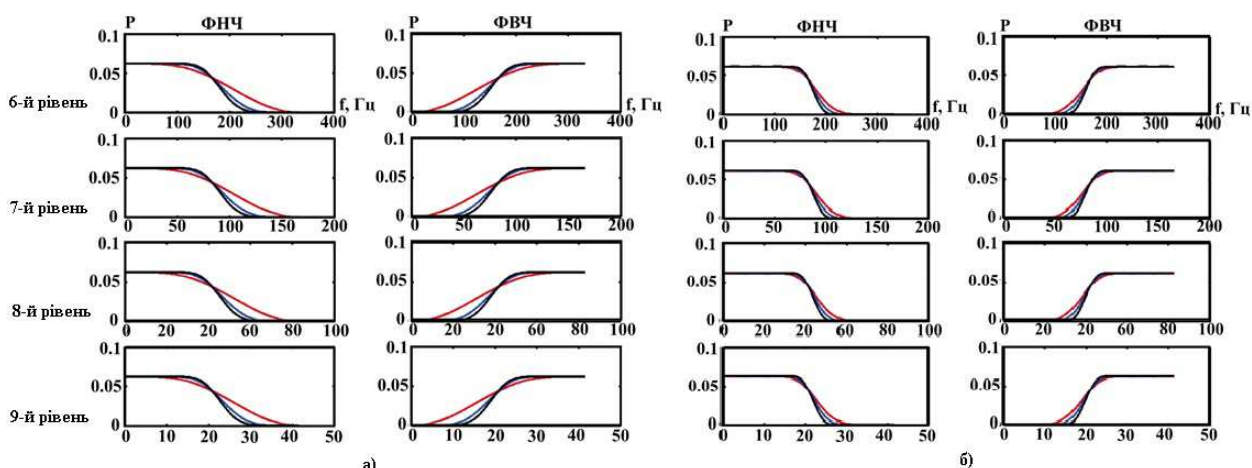 P ФНЧ ФВЧ P ФНЧ ФВЧ
0.1 0.1 0.1 0.1
0.05 0.05 0.05 0.05
6-й рівень 0 f, Гц 0 f, Гц 0 f, Гц 0 f, Гц
0 100 200 300 400 0 100 200 300 400 0 100 200 300 400 0 100 200 300 400
0.1 0.1 0.1 0.1
0.05 0.05 0.05 0.05
7-й рівень 0 0 0 0
0 50 100 150 200 0 50 100 150 200 0 50 100 150 200 0 50 100 150 200
0.1 0.1 0.1 0.1
0.05 0.05 0.05 0.05
8-й рівень 0 0 0 0
0 20 20 60 80 100 0 20 20 60 80 100 0 20 20 60 80 100 0 20 20 60 80 100
0.1 0.1 0.1 0.1
0.05 0.05 0.05 0.05
9-й рівень 0 0 0 0
0 10 20 30 40 50 0 10 20 30 40 50 0 10 20 30 40 50 0 10 20 30 40 50
а) б)